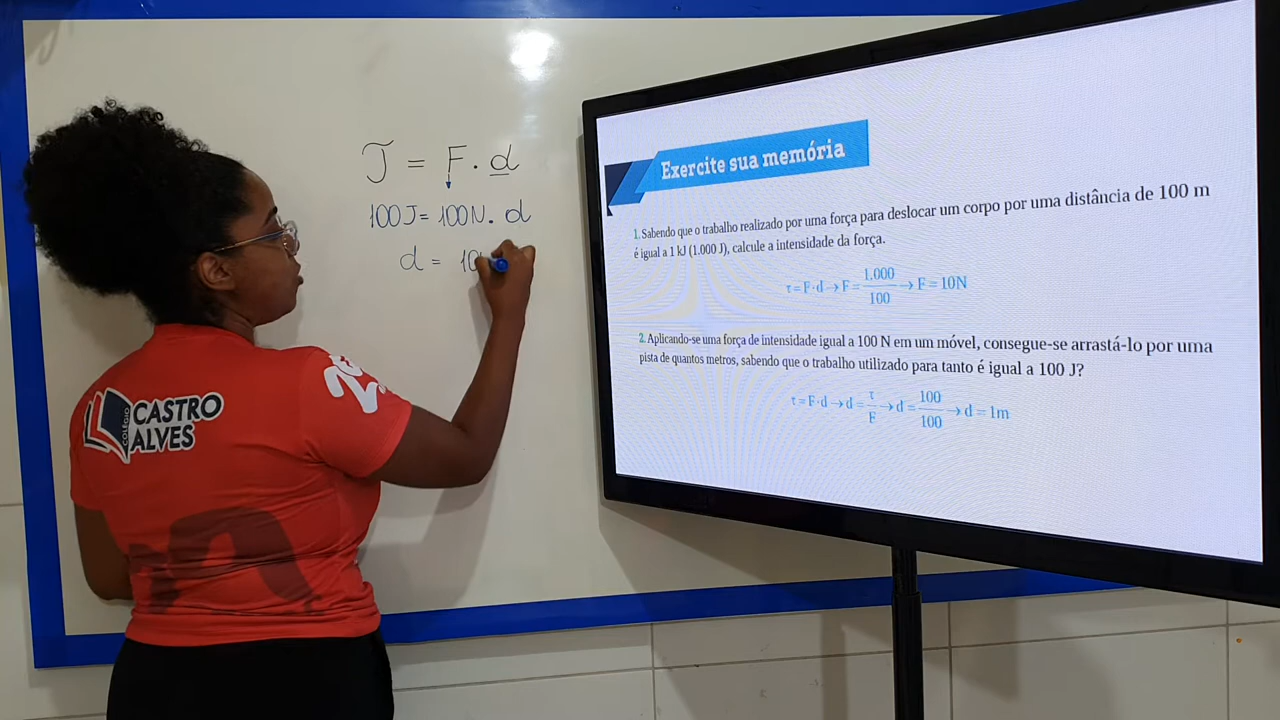 𝒯 = F . d
100J = 100N . d
d = 10
CASTRO
colégio
ALVES
Exercite sua memória
1. Sabendo que o trabalho realizado por uma força para deslocar um corpo por uma distância de 100 m
é igual a 1 kJ (1.000 J), calcule a intensidade da força.
τ = F·d → F = 1.000/100 → F = 10N
2. Aplicando-se uma força de intensidade igual a 100 N em um móvel, consegue-se arrastá-lo por uma
pista de quantos metros, sabendo que o trabalho utilizado para tanto é igual a 100 J?
τ = F·d → d = τ/F → d = 100/100 → d = 1m